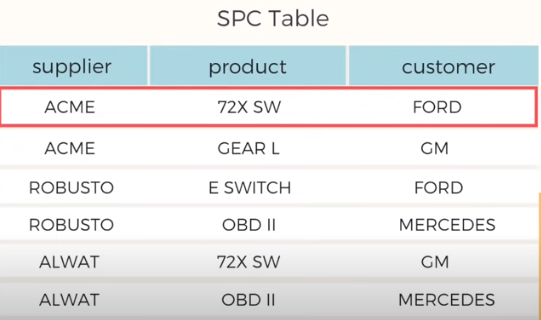 SPC Table
supplier product customer
ACME 72X SW FORD
ACME GEAR L GM
ROBUSTO E SWITCH FORD
ROBUSTO OBD II MERCEDES
ALWAT 72X SW GM
ALWAT OBD II MERCEDES